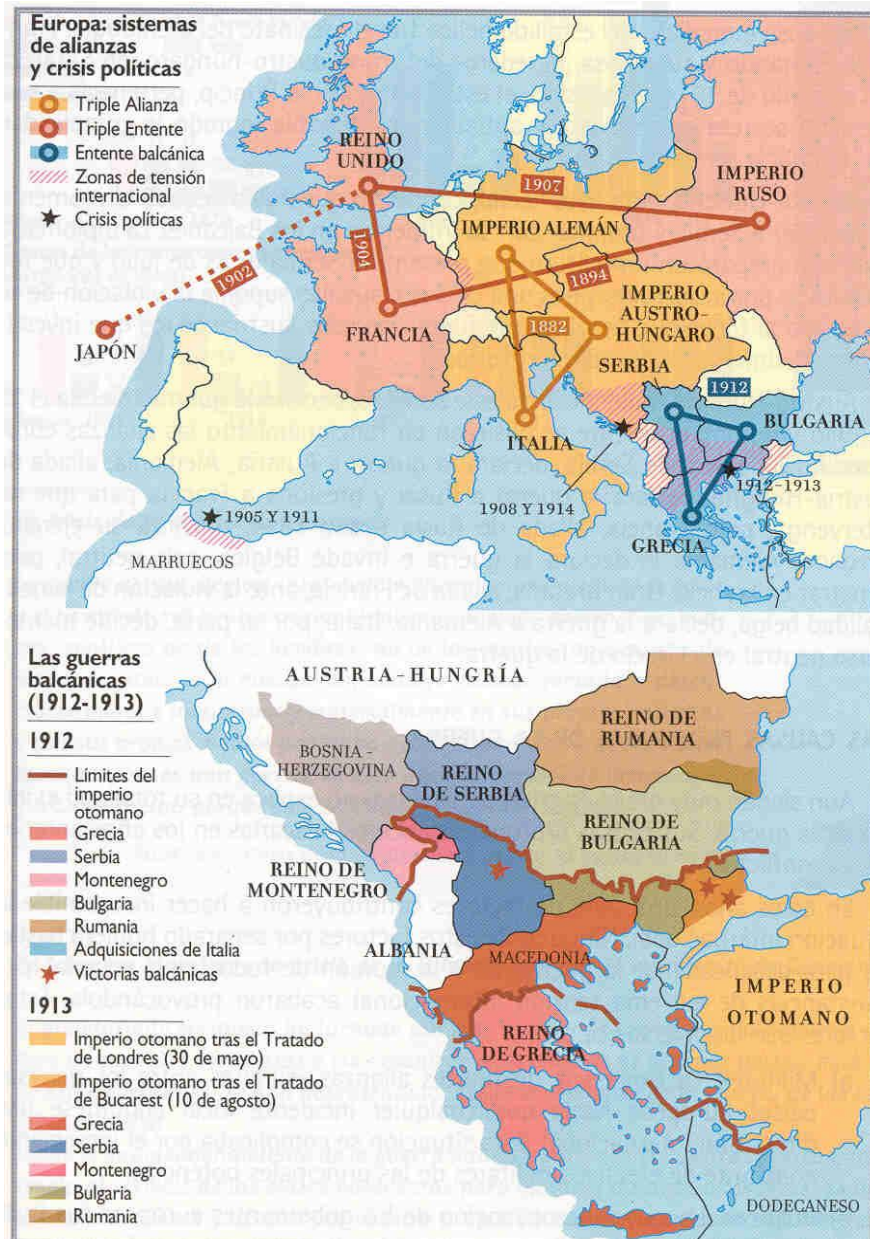 Europa: sistemas
de alianzas
y crisis políticas
Triple Alianza
Triple Entente
Entente balcánica
Zonas de tensión
internacional
Crisis políticas
REINO
UNIDO
IMPERIO
RUSO
1907
IMPERIO ALEMÁN
1902
1904
1894
JAPÓN
FRANCIA
1882
IMPERIO
AUSTRO-
HÚNGARO
SERBIA
1912
BULGARIA
ITALIA
1912-1913
1905 Y 1911
1908 Y 1914
MARRUECOS
GRECIA
Las guerras
balcánicas
(1912-1913)
1912
Límites del
imperio
otomano
Grecia
Serbia
Montenegro
Bulgaria
Rumania
Adquisiciones de Italia
Victorias balcánicas
1913
Imperio otomano tras el Tratado
de Londres (30 de mayo)
Imperio otomano tras el Tratado
de Bucarest (10 de agosto)
Grecia
Serbia
Montenegro
Bulgaria
Rumania
AUSTRIA-HUNGRÍA
BOSNIA-
HERZEGOVINA
REINO DE
RUMANIA
REINO
DE SERBIA
REINO DE
BULGARIA
REINO DE
MONTENEGRO
ALBANIA
MACEDONIA
IMPERIO
OTOMANO
REINO
DE GRECIA
DODECANESO